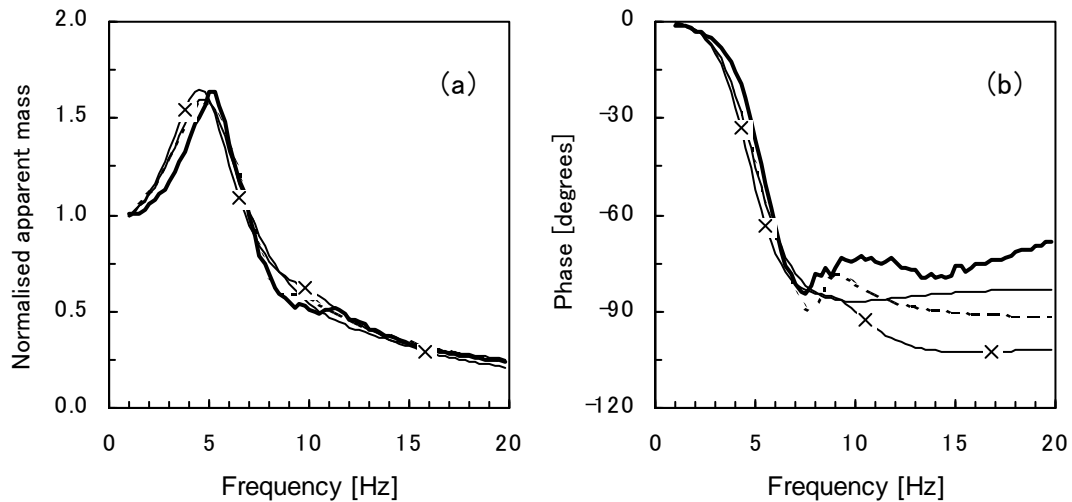 2.0
1.5
1.0
0.5
0.0
Normalised apparent mass
(a)
0 5 10 15 20
Frequency [Hz]
0
-30
-60
-90
-120
Phase [degrees]
(b)
0 5 10 15 20
Frequency [Hz]